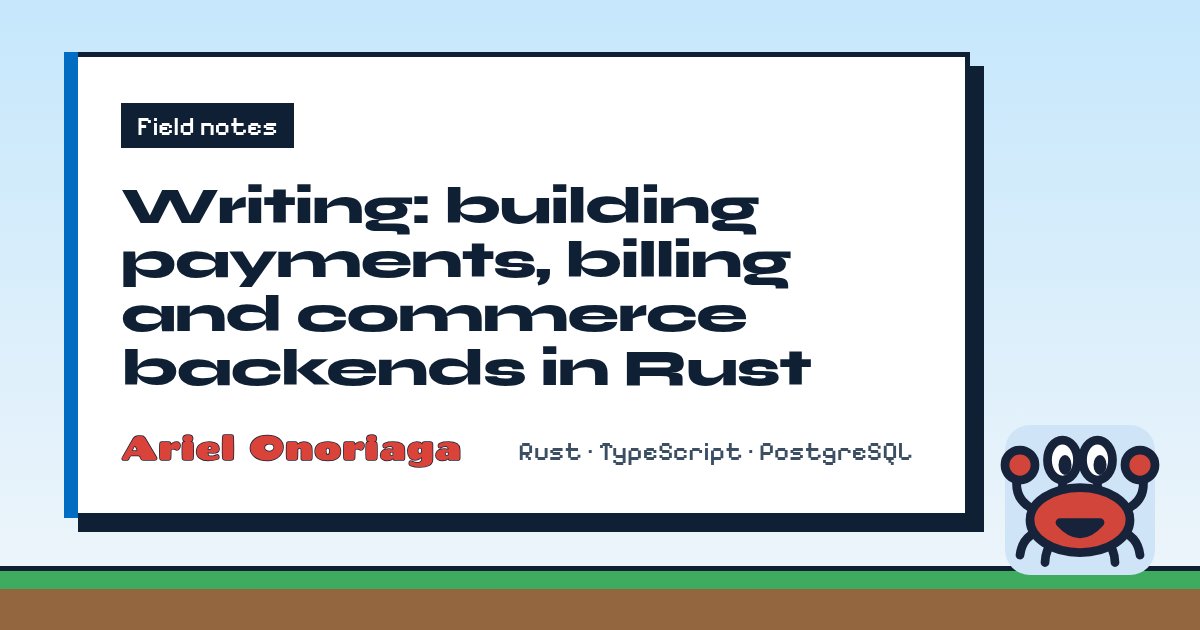 Field notes
Writing: building
payments, billing
and commerce
backends in Rust
Ariel Onoriaga
Rust · TypeScript · PostgreSQL